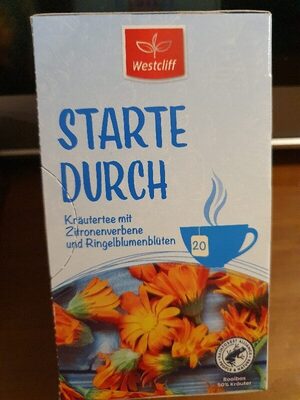 Westcliff
STARTE
DURCH
Kräutertee mit
Zitronenverbene
und Ringelblumenblüten
20
Rooibos
50% Kräuter